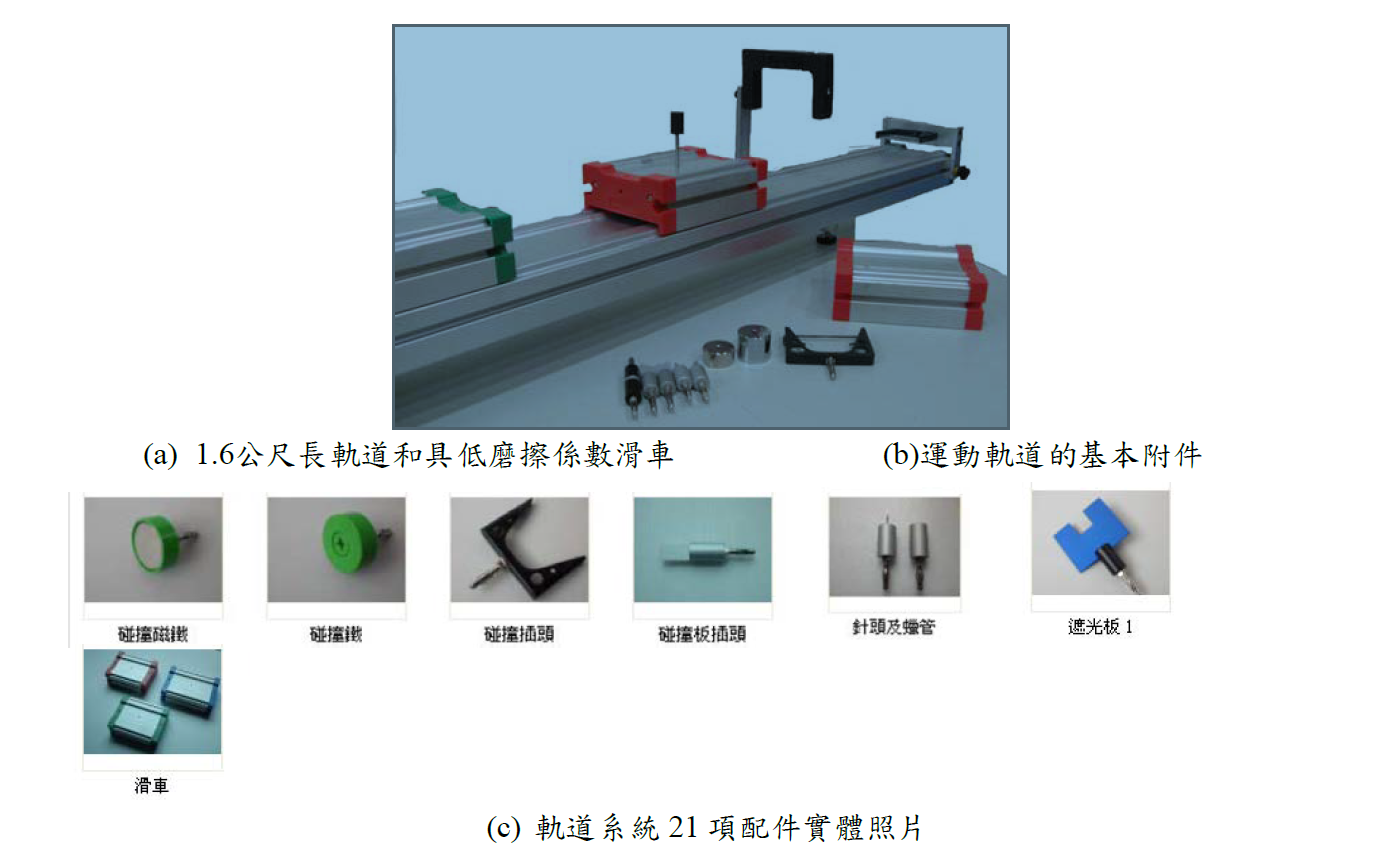 (a) 1.6公尺長軌道和具低磨擦係數滑車
(b)運動軌道的基本附件
碰撞磁鐵
碰撞鐵
碰撞插頭
碰撞板插頭
針頭及蠟管
遮光板 1
滑車
(c) 軌道系統 21 項配件實體照片